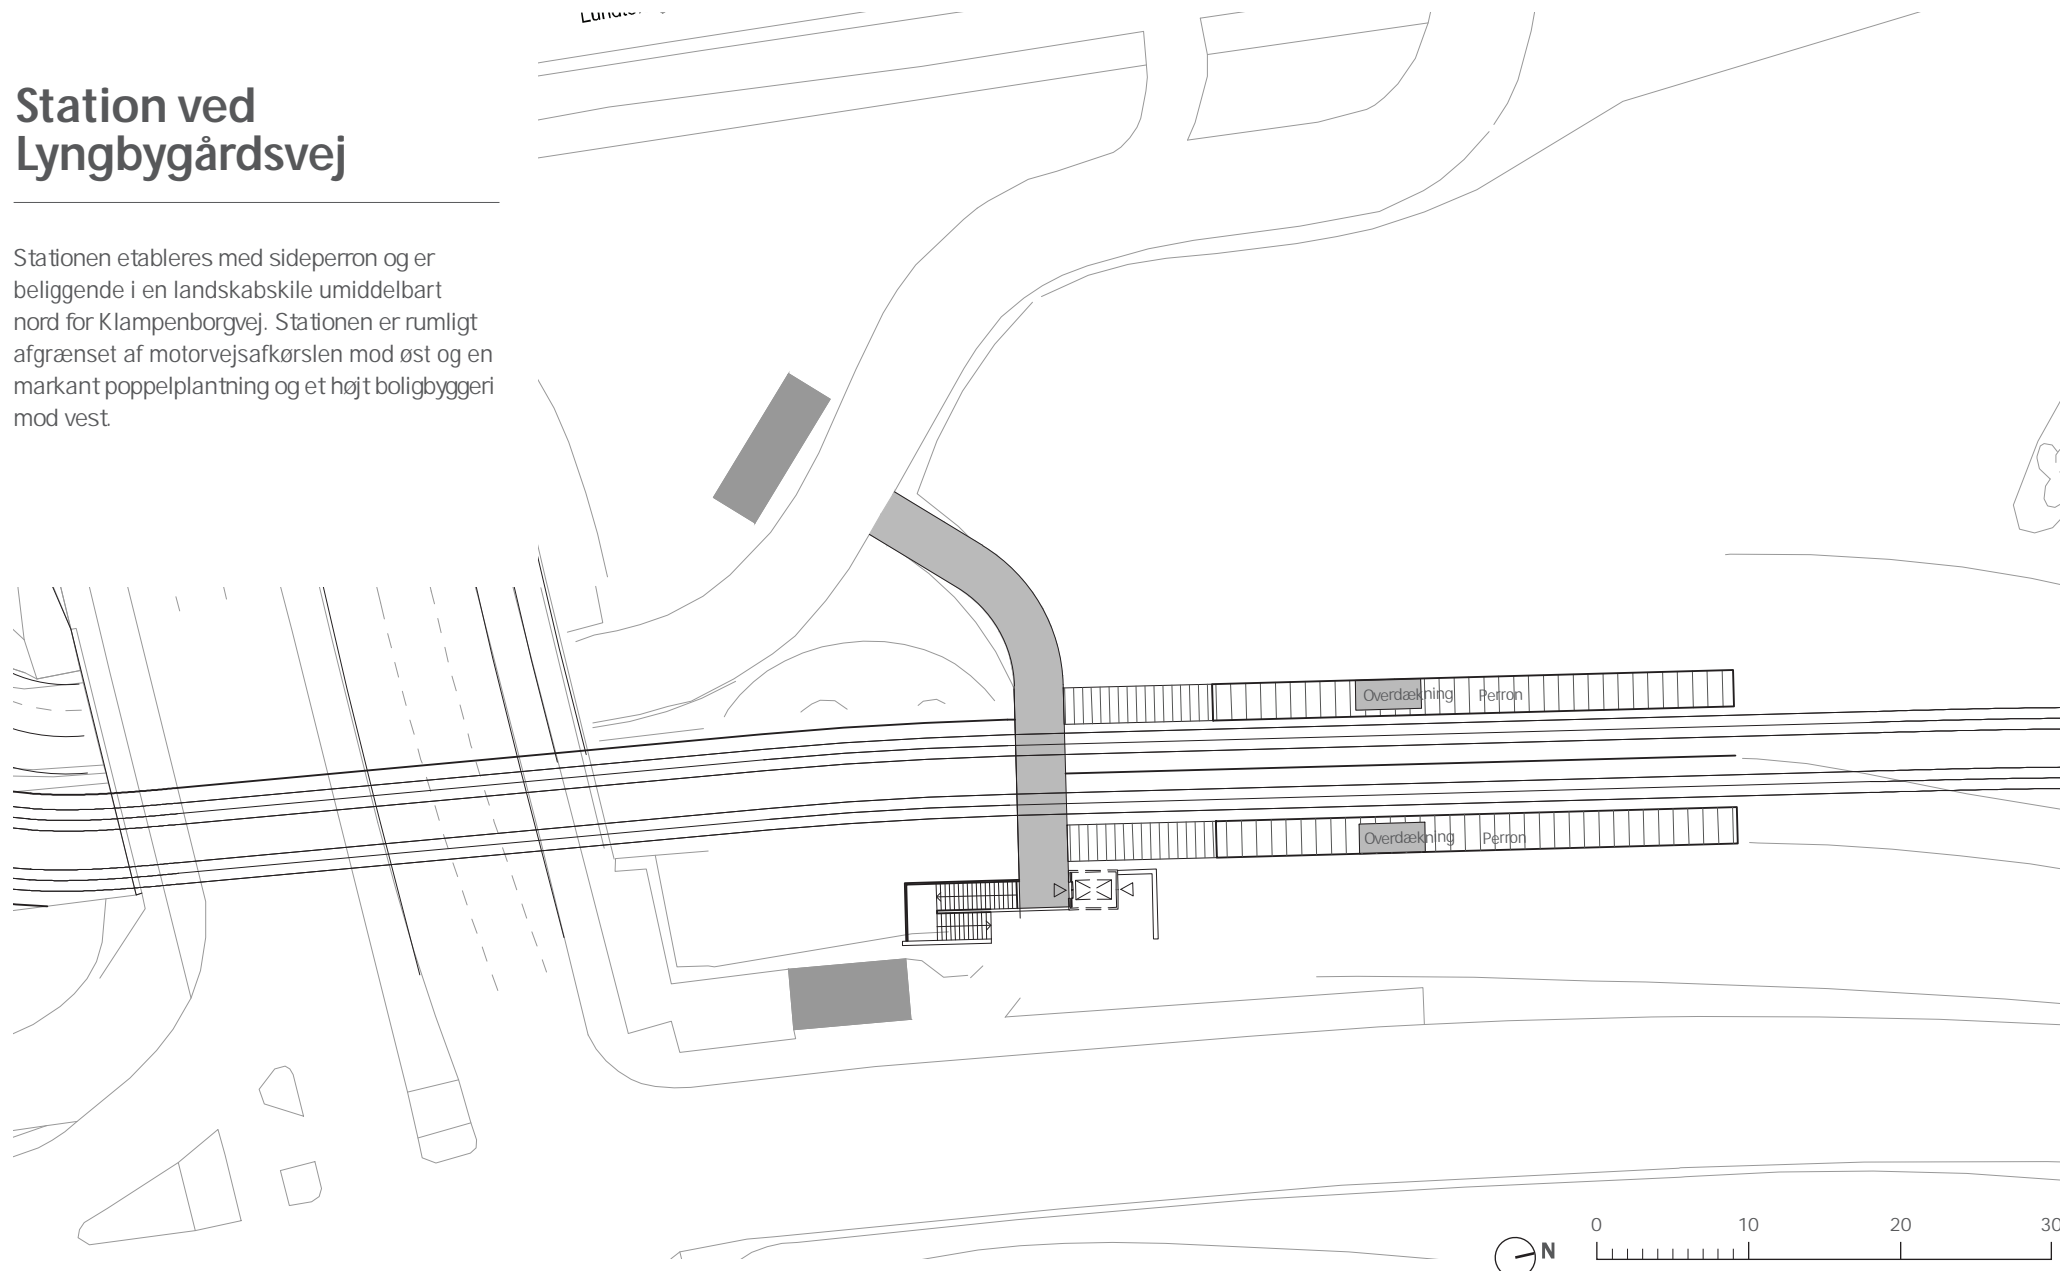 Station ved
Lyngbygårdsvej
Stationen etableres med sideperron og er
beliggende i en landskabskile umiddelbart
nord for Klampenborgvej. Stationen er rumligt
afgrænset af motorvejsafkørslen mod øst og en
markant poppelplantning og et højt boligbyggeri
mod vest.
Overdækning Perron
Overdækning Perron
N
0 10 20 30